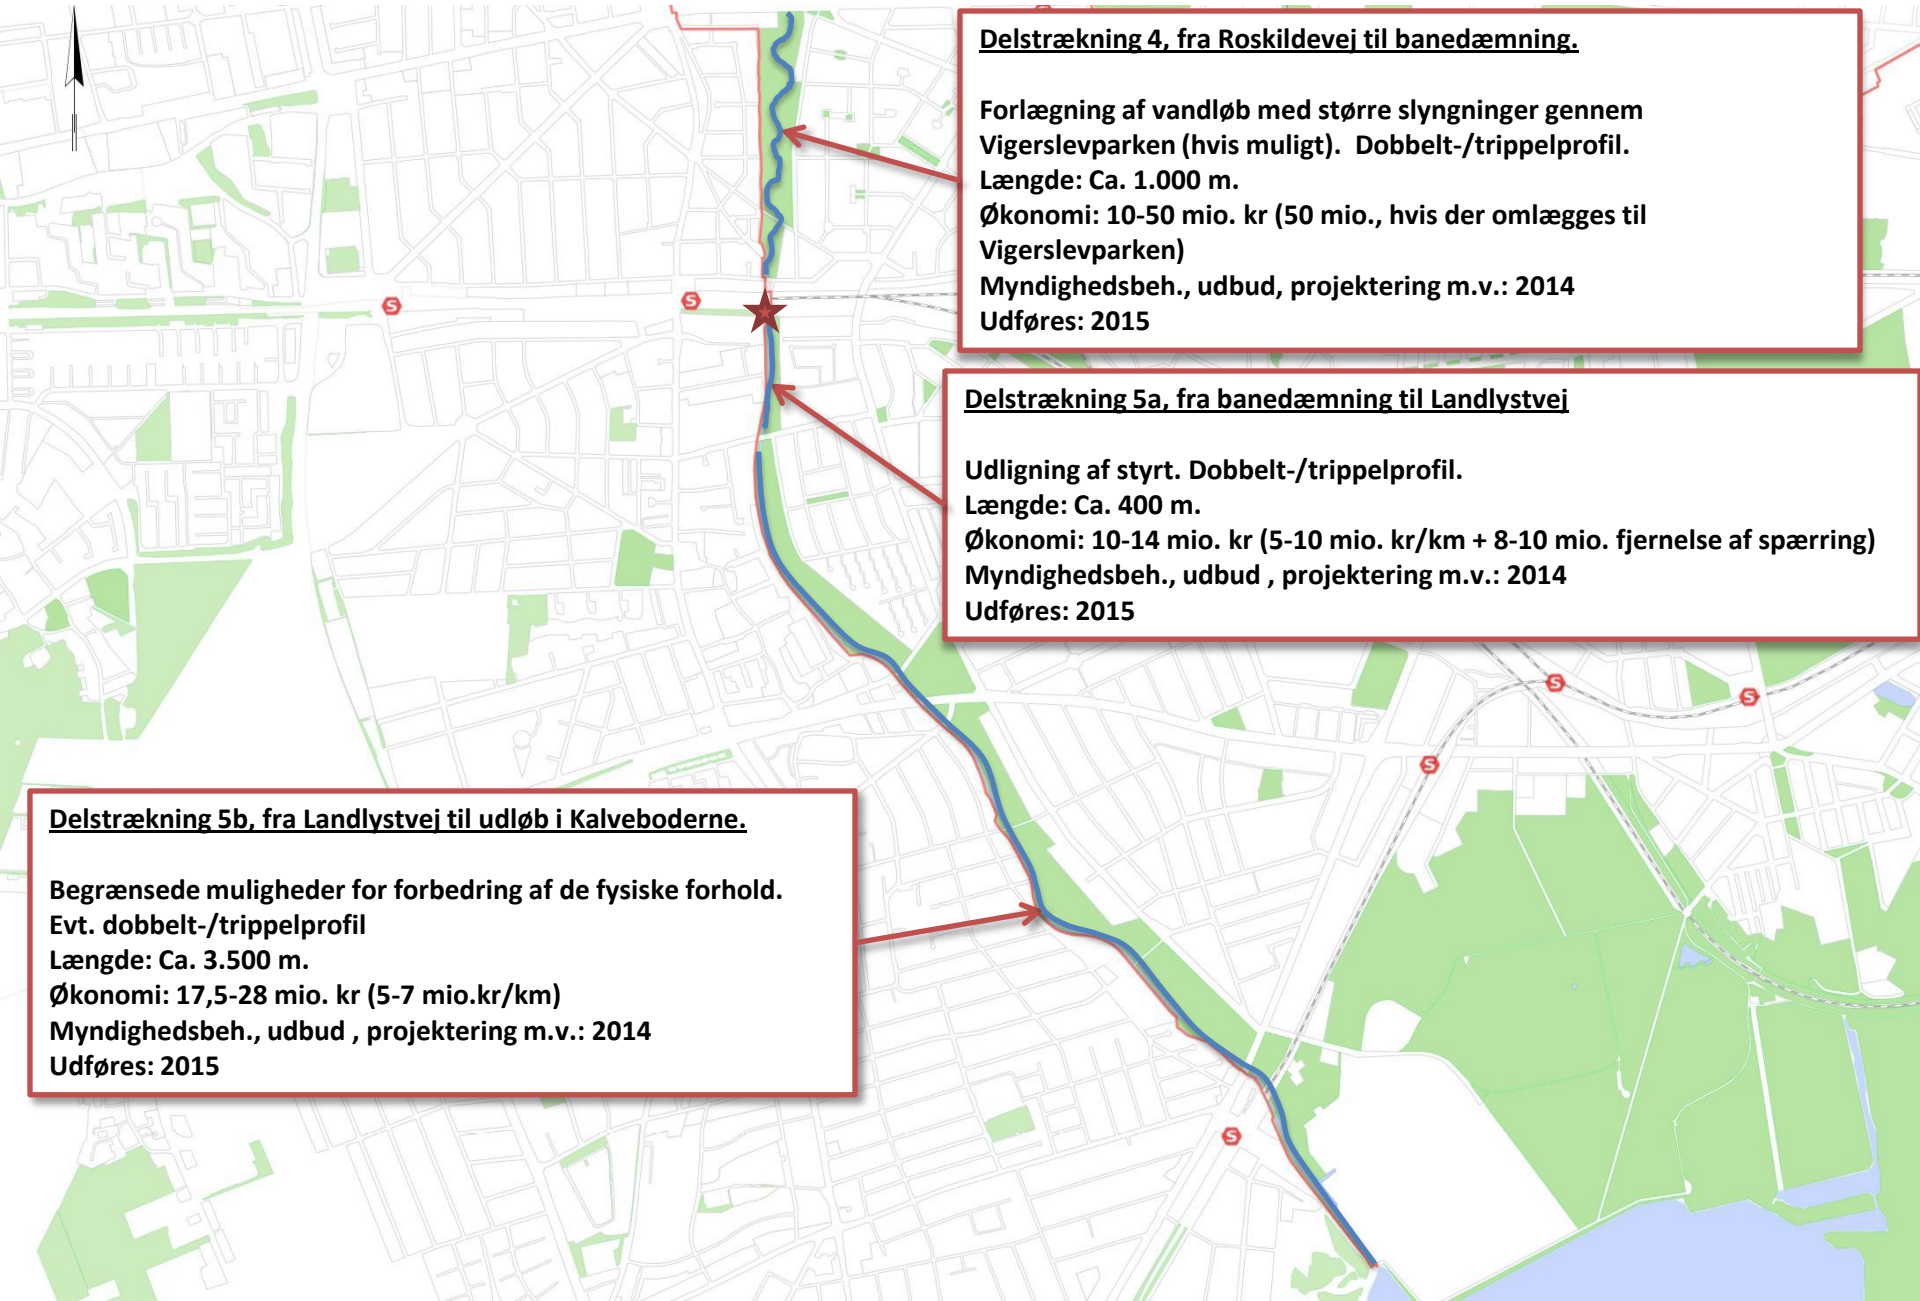 Delstrækning 4, fra Roskildevej til banedæmning.
Forlægning af vandløb med større slyngninger gennem
Vigerslevparken (hvis muligt). Dobbelt-/trippelprofil.
Længde: Ca. 1.000 m.
Økonomi: 10-50 mio. kr (50 mio., hvis der omlægges til
Vigerslevparken)
Myndighedsbeh., udbud, projektering m.v.: 2014
Udføres: 2015
Delstrækning 5a, fra banedæmning til Landlystvej
Udligning af styrt. Dobbelt-/trippelprofil.
Længde: Ca. 400 m.
Økonomi: 10-14 mio. kr (5-10 mio. kr/km + 8-10 mio. fjernelse af spærring)
Myndighedsbeh., udbud , projektering m.v.: 2014
Udføres: 2015
Delstrækning 5b, fra Landlystvej til udløb i Kalveboderne.
Begrænsede muligheder for forbedring af de fysiske forhold.
Evt. dobbelt-/trippelprofil
Længde: Ca. 3.500 m.
Økonomi: 17,5-28 mio. kr (5-7 mio.kr/km)
Myndighedsbeh., udbud , projektering m.v.: 2014
Udføres: 2015
S
S
S
S
S
S